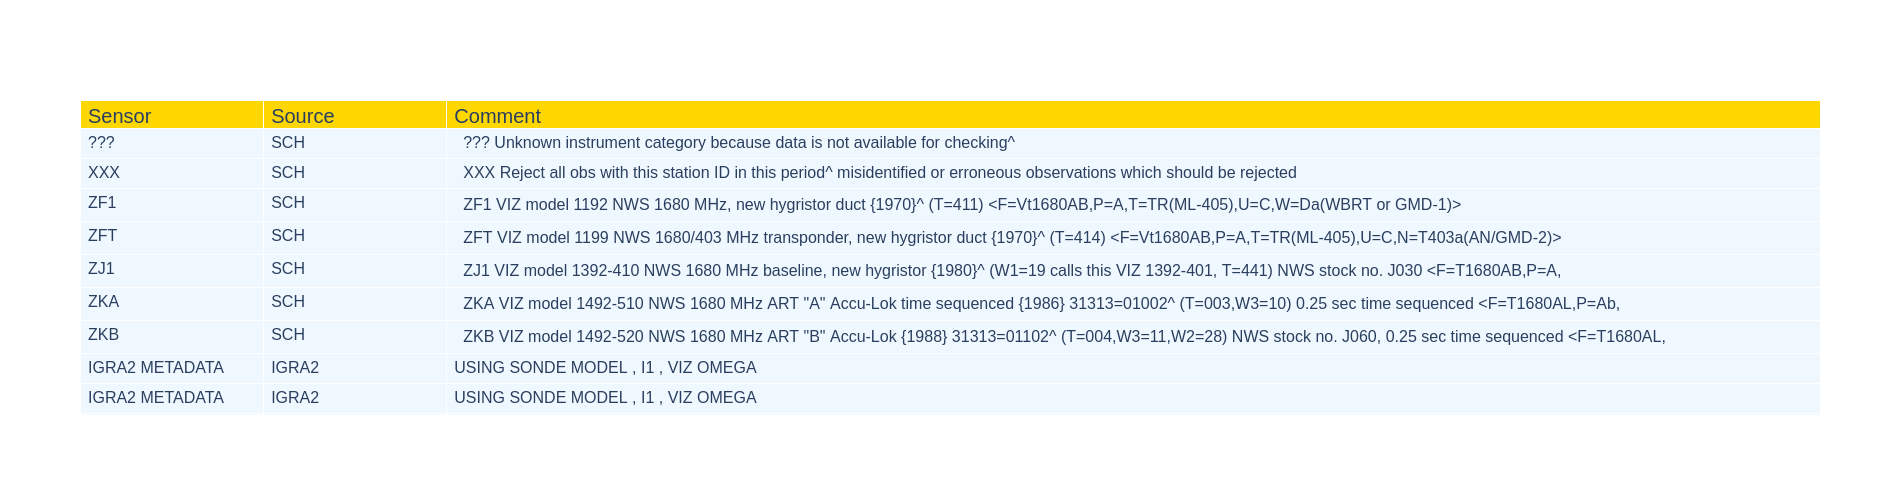 Sensor Source Comment
??? SCH ??? Unknown instrument category because data is not available for checking^
XXX SCH XXX Reject all obs with this station ID in this period^ misidentified or erroneous observations which should be rejected
ZF1 SCH ZF1 VIZ model 1192 NWS 1680 MHz, new hygristor duct {1970}^ (T=411) <F=Vt1680AB,P=A,T=TR(ML-405),U=C,W=Da(WBRT or GMD-1)>
ZFT SCH ZFT VIZ model 1199 NWS 1680/403 MHz transponder, new hygristor duct {1970}^ (T=414) <F=Vt1680AB,P=A,T=TR(ML-405),U=C,N=T403a(AN/GMD-2)>
ZJ1 SCH ZJ1 VIZ model 1392-410 NWS 1680 MHz baseline, new hygristor {1980}^ (W1=19 calls this VIZ 1392-401, T=441) NWS stock no. J030 <F=T1680AB,P=A,
ZKA SCH ZKA VIZ model 1492-510 NWS 1680 MHz ART "A" Accu-Lok time sequenced {1986} 31313=01002^ (T=003,W3=10) 0.25 sec time sequenced <F=T1680AL,P=Ab,
ZKB SCH ZKB VIZ model 1492-520 NWS 1680 MHz ART "B" Accu-Lok {1988} 31313=01102^ (T=004,W3=11,W2=28) NWS stock no. J060, 0.25 sec time sequenced <F=T1680AL,
IGRA2 METADATA IGRA2 USING SONDE MODEL , I1 , VIZ OMEGA
IGRA2 METADATA IGRA2 USING SONDE MODEL , I1 , VIZ OMEGA